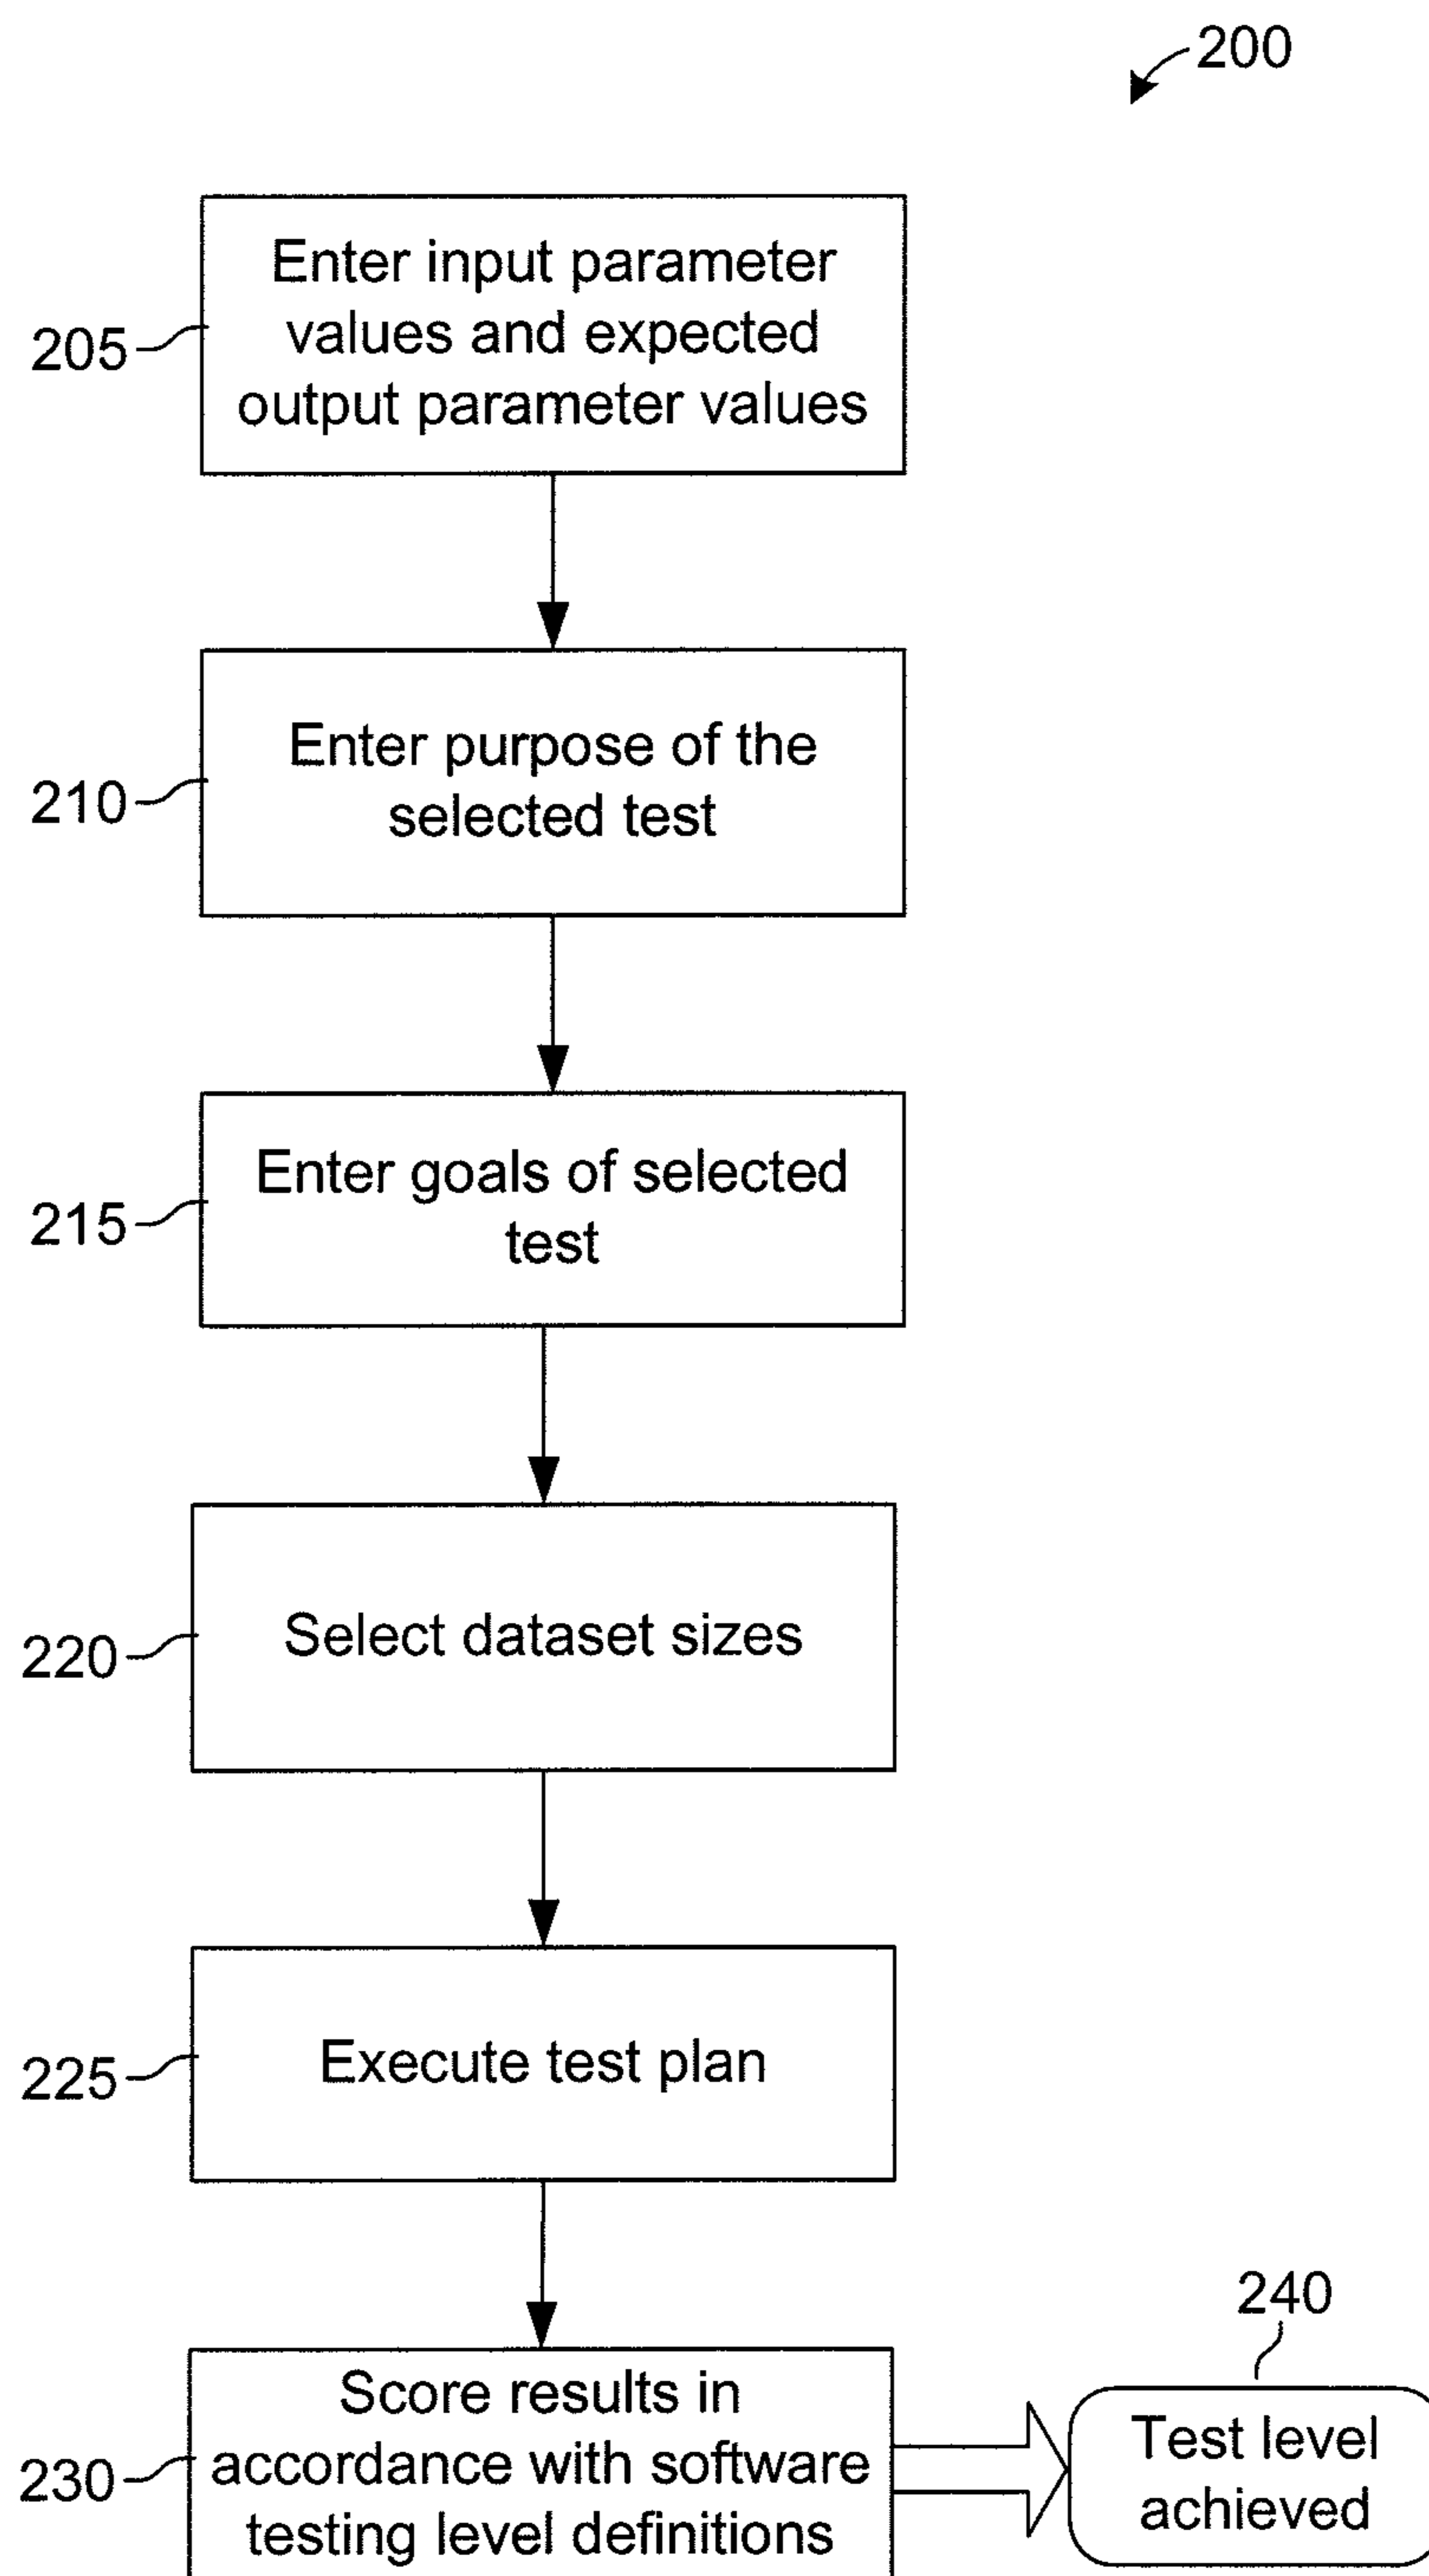 200
Enter input parameter
values and expected
output parameter values
205
Enter purpose of the
selected test
210
Enter goals of selected
test
215
Select dataset sizes
220
Execute test plan
225
Score results in
accordance with software
testing level definitions
230
240
Test level
achieved